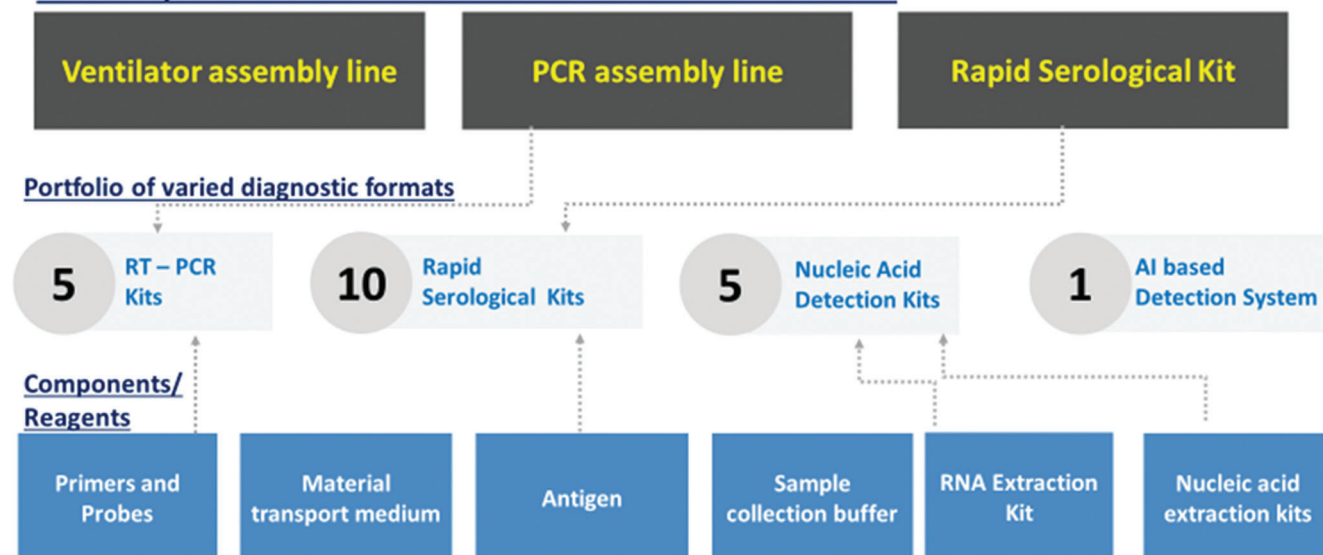 Ventilator assembly line
PCR assembly line
Rapid Serological Kit
Portfolio of varied diagnostic formats
5
RT – PCR
Kits
10
Rapid
Serological Kits
5
Nucleic Acid
Detection Kits
1
AI based
Detection System
Components/
Reagents
Primers and
Probes
Material
transport medium
Antigen
Sample
collection buffer
RNA Extraction
Kit
Nucleic acid
extraction kits